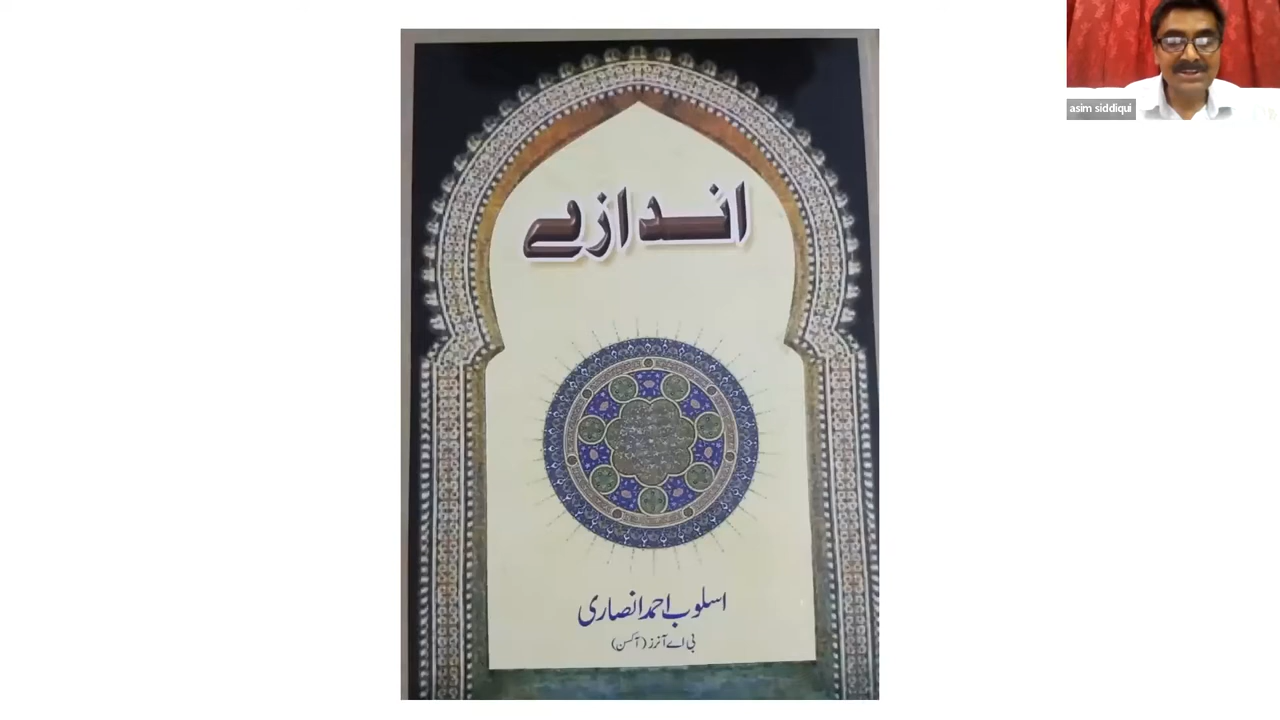 asim siddiqui
اندازے
اسلوب احمد انصاری
بی اے آنرز (آکسن)